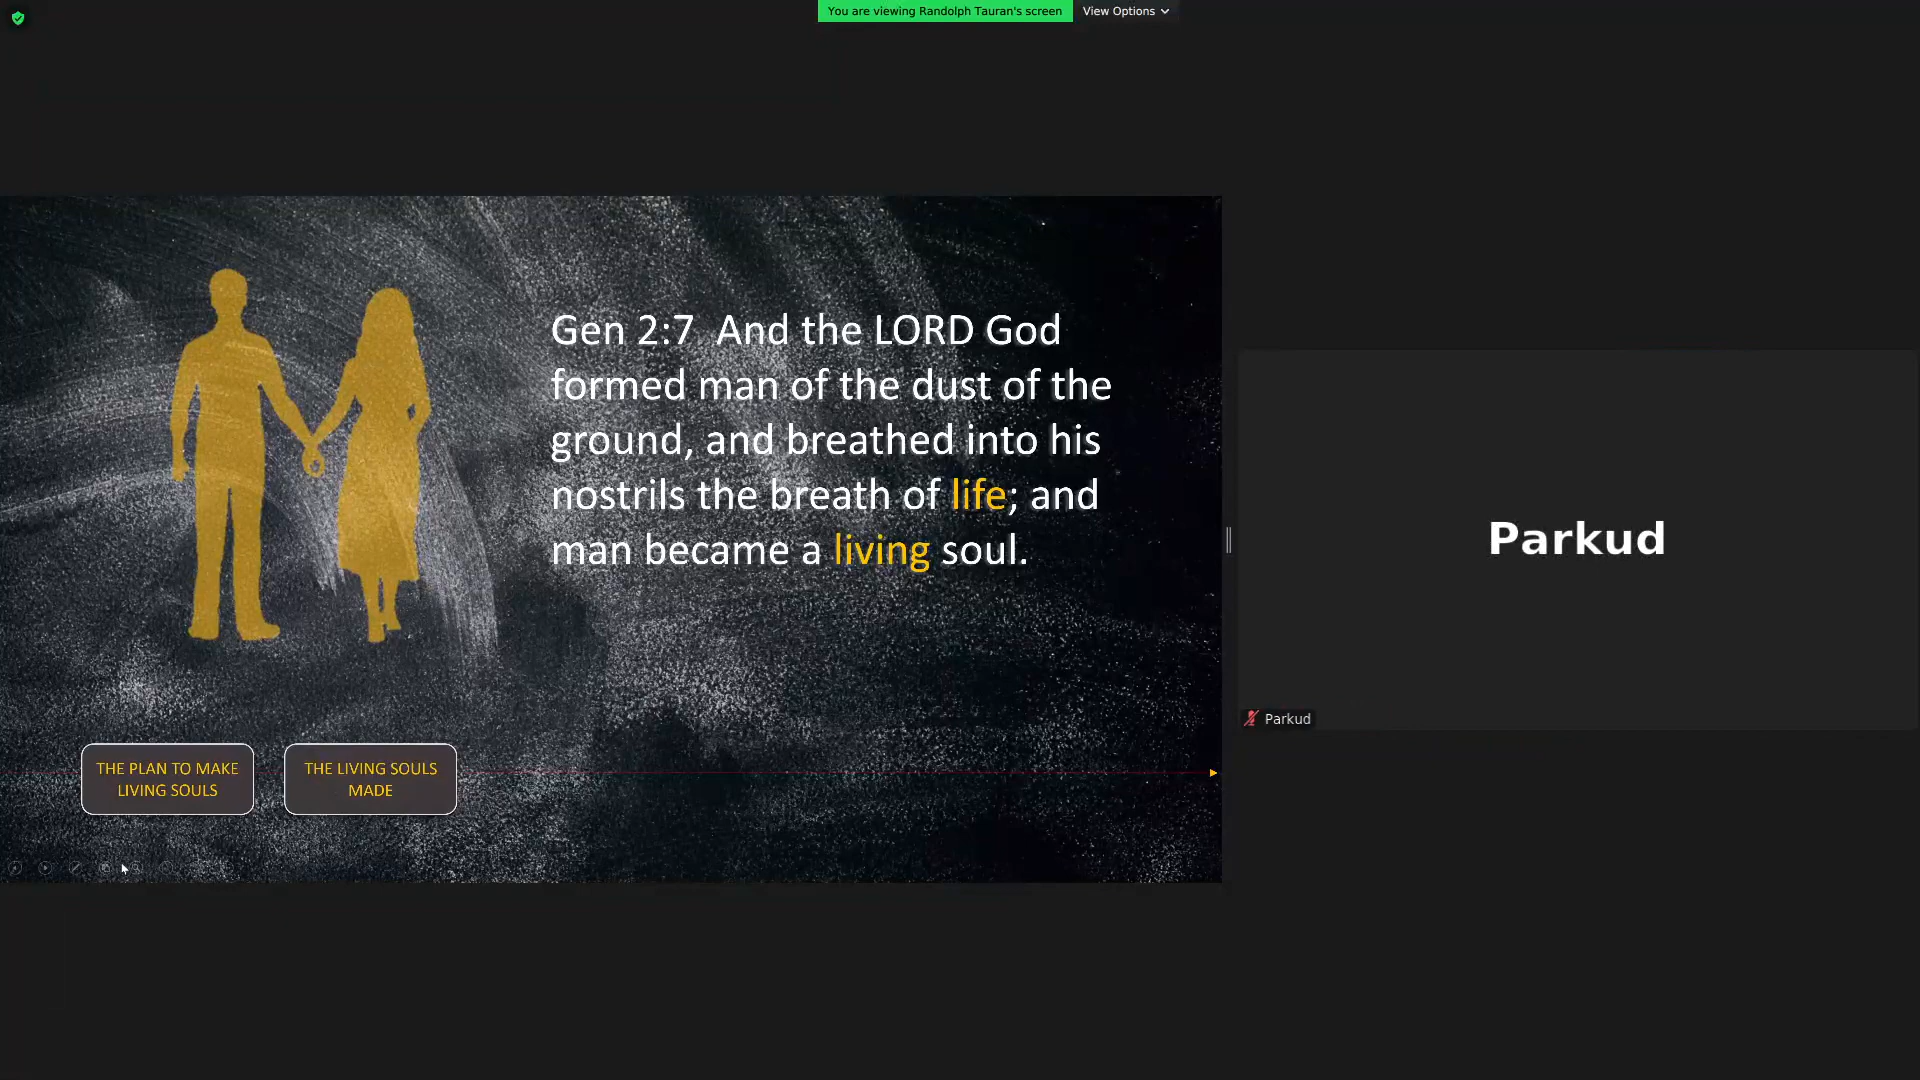 You are viewing Randolph Tauran's screen
View Options
Gen 2:7  And the LORD God
formed man of the dust of the
ground, and breathed into his
nostrils the breath of life; and
man became a living soul.
THE PLAN TO MAKE
LIVING SOULS
THE LIVING SOULS
MADE
Parkud
Parkud